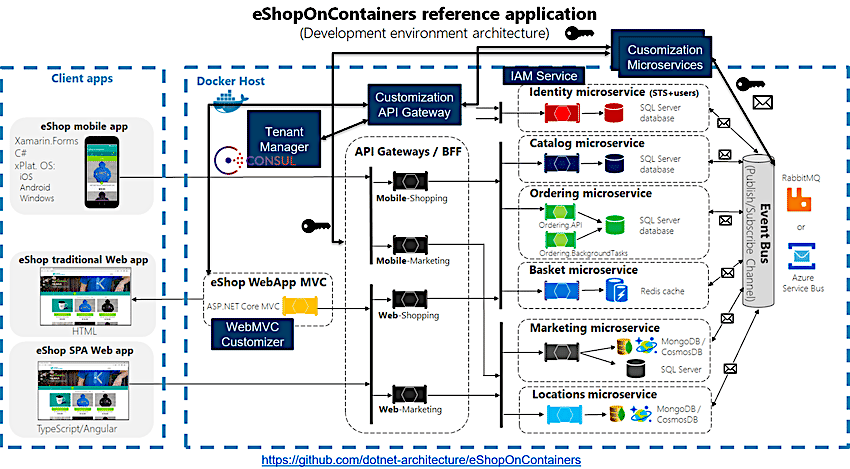 eShopOnContainers reference application
(Development environment architecture)
Cusomization
Microservices
Client apps
eShop mobile app
Xamarin.Forms
C#
xPlat. OS:
iOS
Android
Windows
eShop traditional Web app
HTML
eShop SPA Web app
TypeScript/Angular
Docker Host
Customization
API Gateway
Tenant
Manager
CONSUL
eShop WebApp MVC
ASP.NET Core MVC
WebMVC
Customizer
API Gateways / BFF
Mobile-Shopping
Mobile-Marketing
Web-Shopping
Web-Marketing
IAM Service
Identity microservice (STS+users)
SQL Server
database
Catalog microservice
SQL Server
database
Ordering microservice
Ordering.API
SQL Server
database
Ordering.BackgroundTasks
Basket microservice
Redis cache
Marketing microservice
MongoDB /
CosmosDB
SQL Server
Locations microservice
MongoDB /
CosmosDB
Event Bus
(Publish/Subscribe Channel)
RabbitMQ
or
Azure
Service Bus
https://github.com/dotnet-architecture/eShopOnContainers